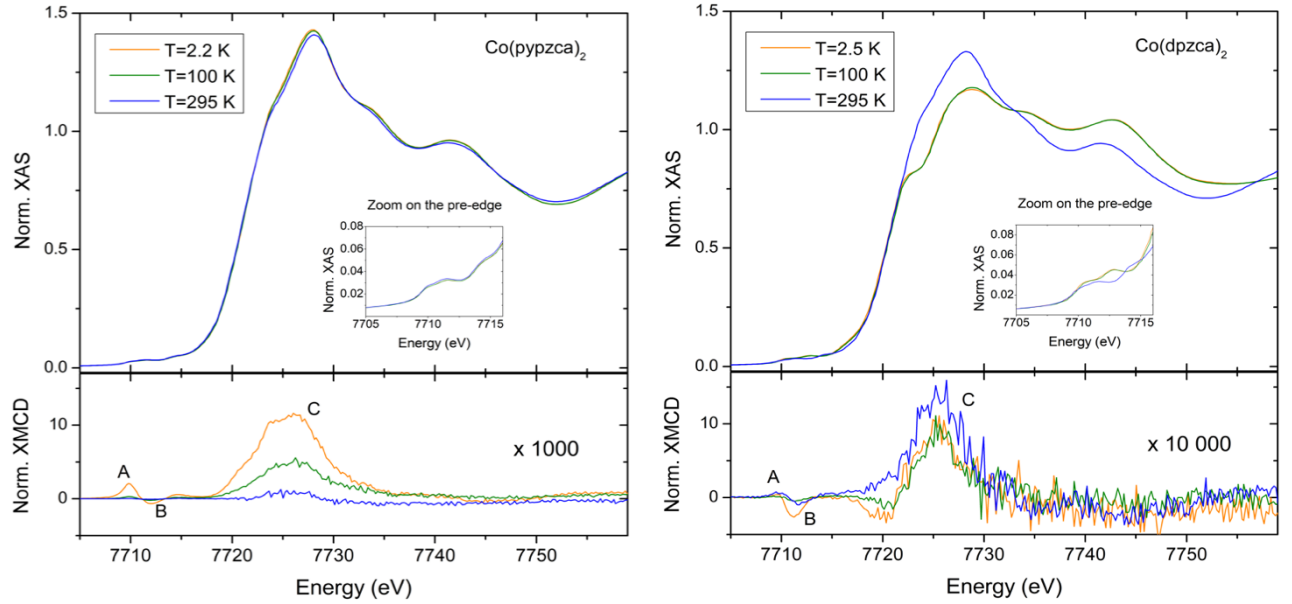 1.5
1.0
0.5
0.0
Norm. XAS
T=2.2 K
T=100 K
T=295 K
Co(pypzca)₂
Zoom on the pre-edge
0.08
0.06
0.04
0.02
Norm. XAS
7705 7710 7715
Energy (eV)
10
0
Norm. XMCD
A
B
C
x 1000
7710 7720 7730 7740 7750
Energy (eV)
1.5
1.0
0.5
0.0
Norm. XAS
T=2.5 K
T=100 K
T=295 K
Co(dpzca)₂
Zoom on the pre-edge
0.08
0.06
0.04
0.02
Norm. XAS
7705 7710 7715
Energy (eV)
10
0
Norm. XMCD
A
B
C
x 10 000
7710 7720 7730 7740 7750
Energy (eV)